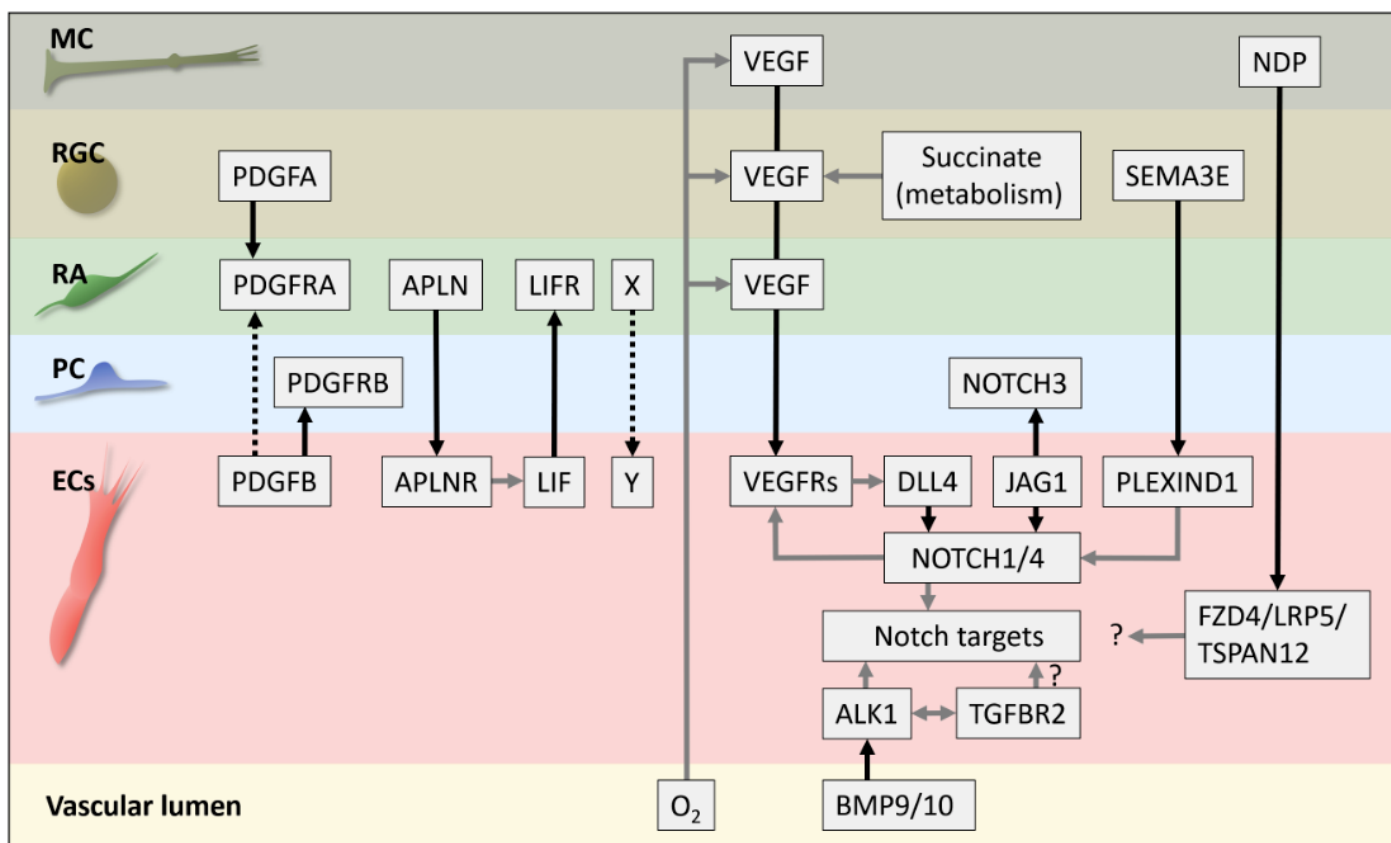 MC
VEGF
NDP
RGC
PDGFA
VEGF
Succinate
(metabolism)
SEMA3E
RA
PDGFRA
APLN
LIFR
X
VEGF
PC
PDGFRB
NOTCH3
ECs
PDGFB
APLNR
LIF
Y
VEGFRs
DLL4
JAG1
PLEXIND1
NOTCH1/4
Notch targets
?
FZD4/LRP5/
TSPAN12
?
ALK1
TGFBR2
Vascular lumen
O₂
BMP9/10